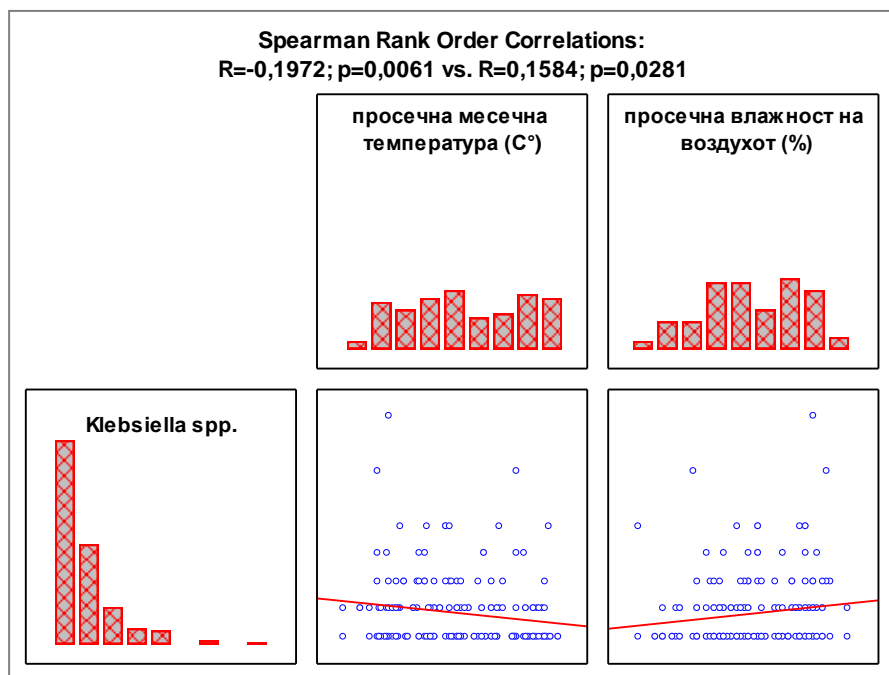 Spearman Rank Order Correlations:
R=-0,1972; p=0,0061 vs. R=0,1584; p=0,0281
просечна месечна
температура (C°)
просечна влажност на
воздухот (%)
Klebsiella spp.